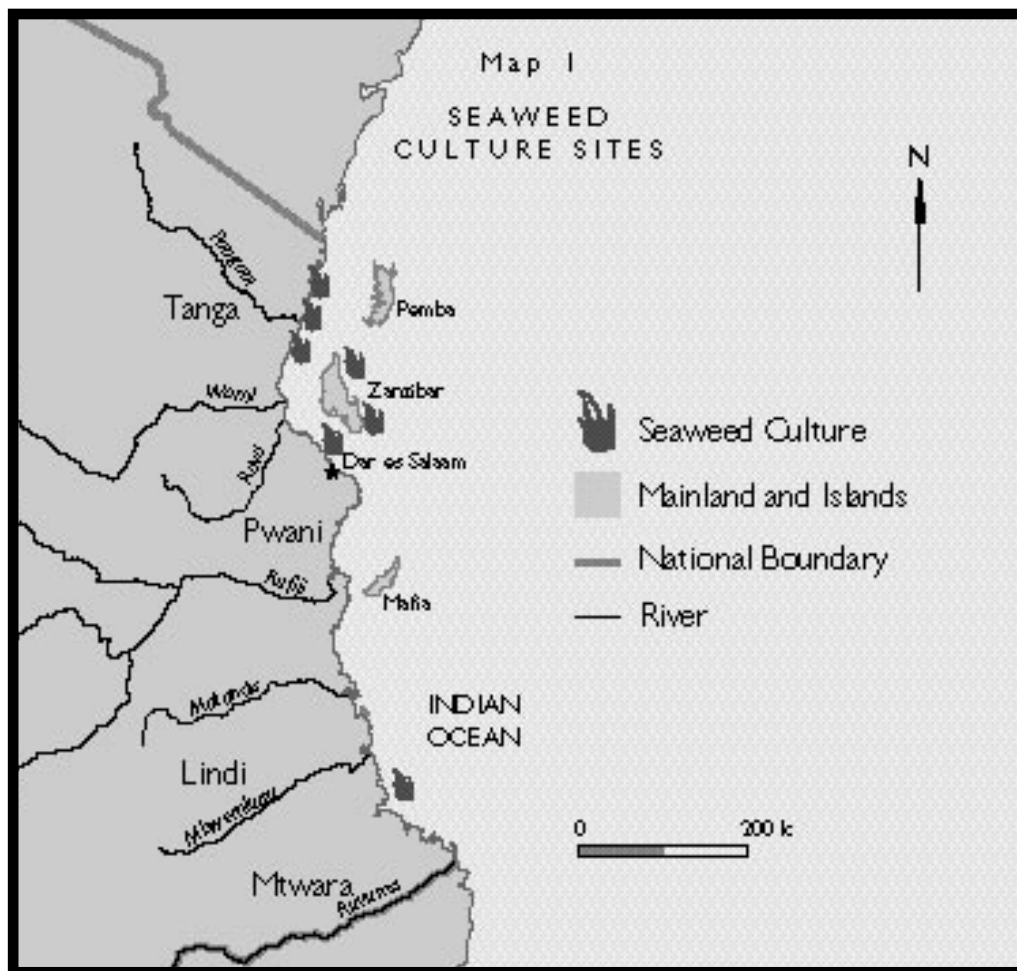 Map 1
SEAWEED
CULTURE SITES
N
Tanga
Pemba
Zanzibar
Wami
Ruvu
Dar es Salaam
Pwani
Rufiji
Mafia
Seaweed Culture
Mainland and Islands
National Boundary
River
INDIAN
OCEAN
Lindi
0 200 k
Mtwara